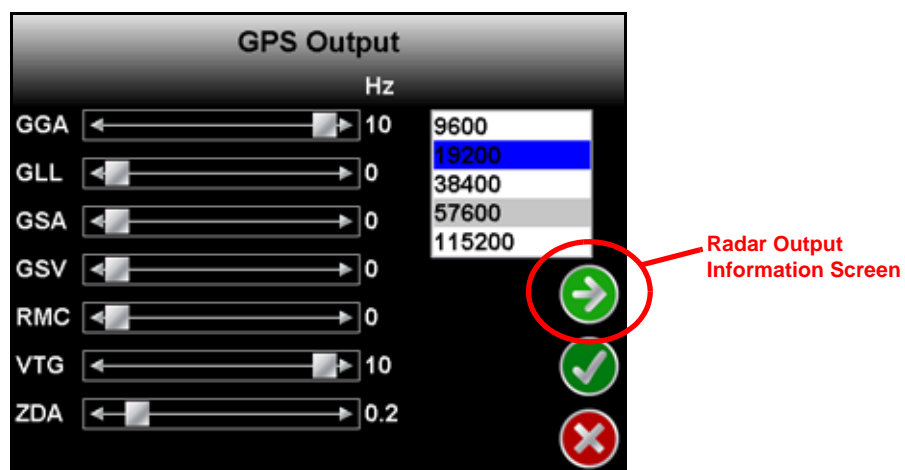 GPS Output
Hz
GGA 10
GLL 0
GSA 0
GSV 0
RMC 0
VTG 10
ZDA 0.2
9600
19200
38400
57600
115200
Radar Output
Information Screen